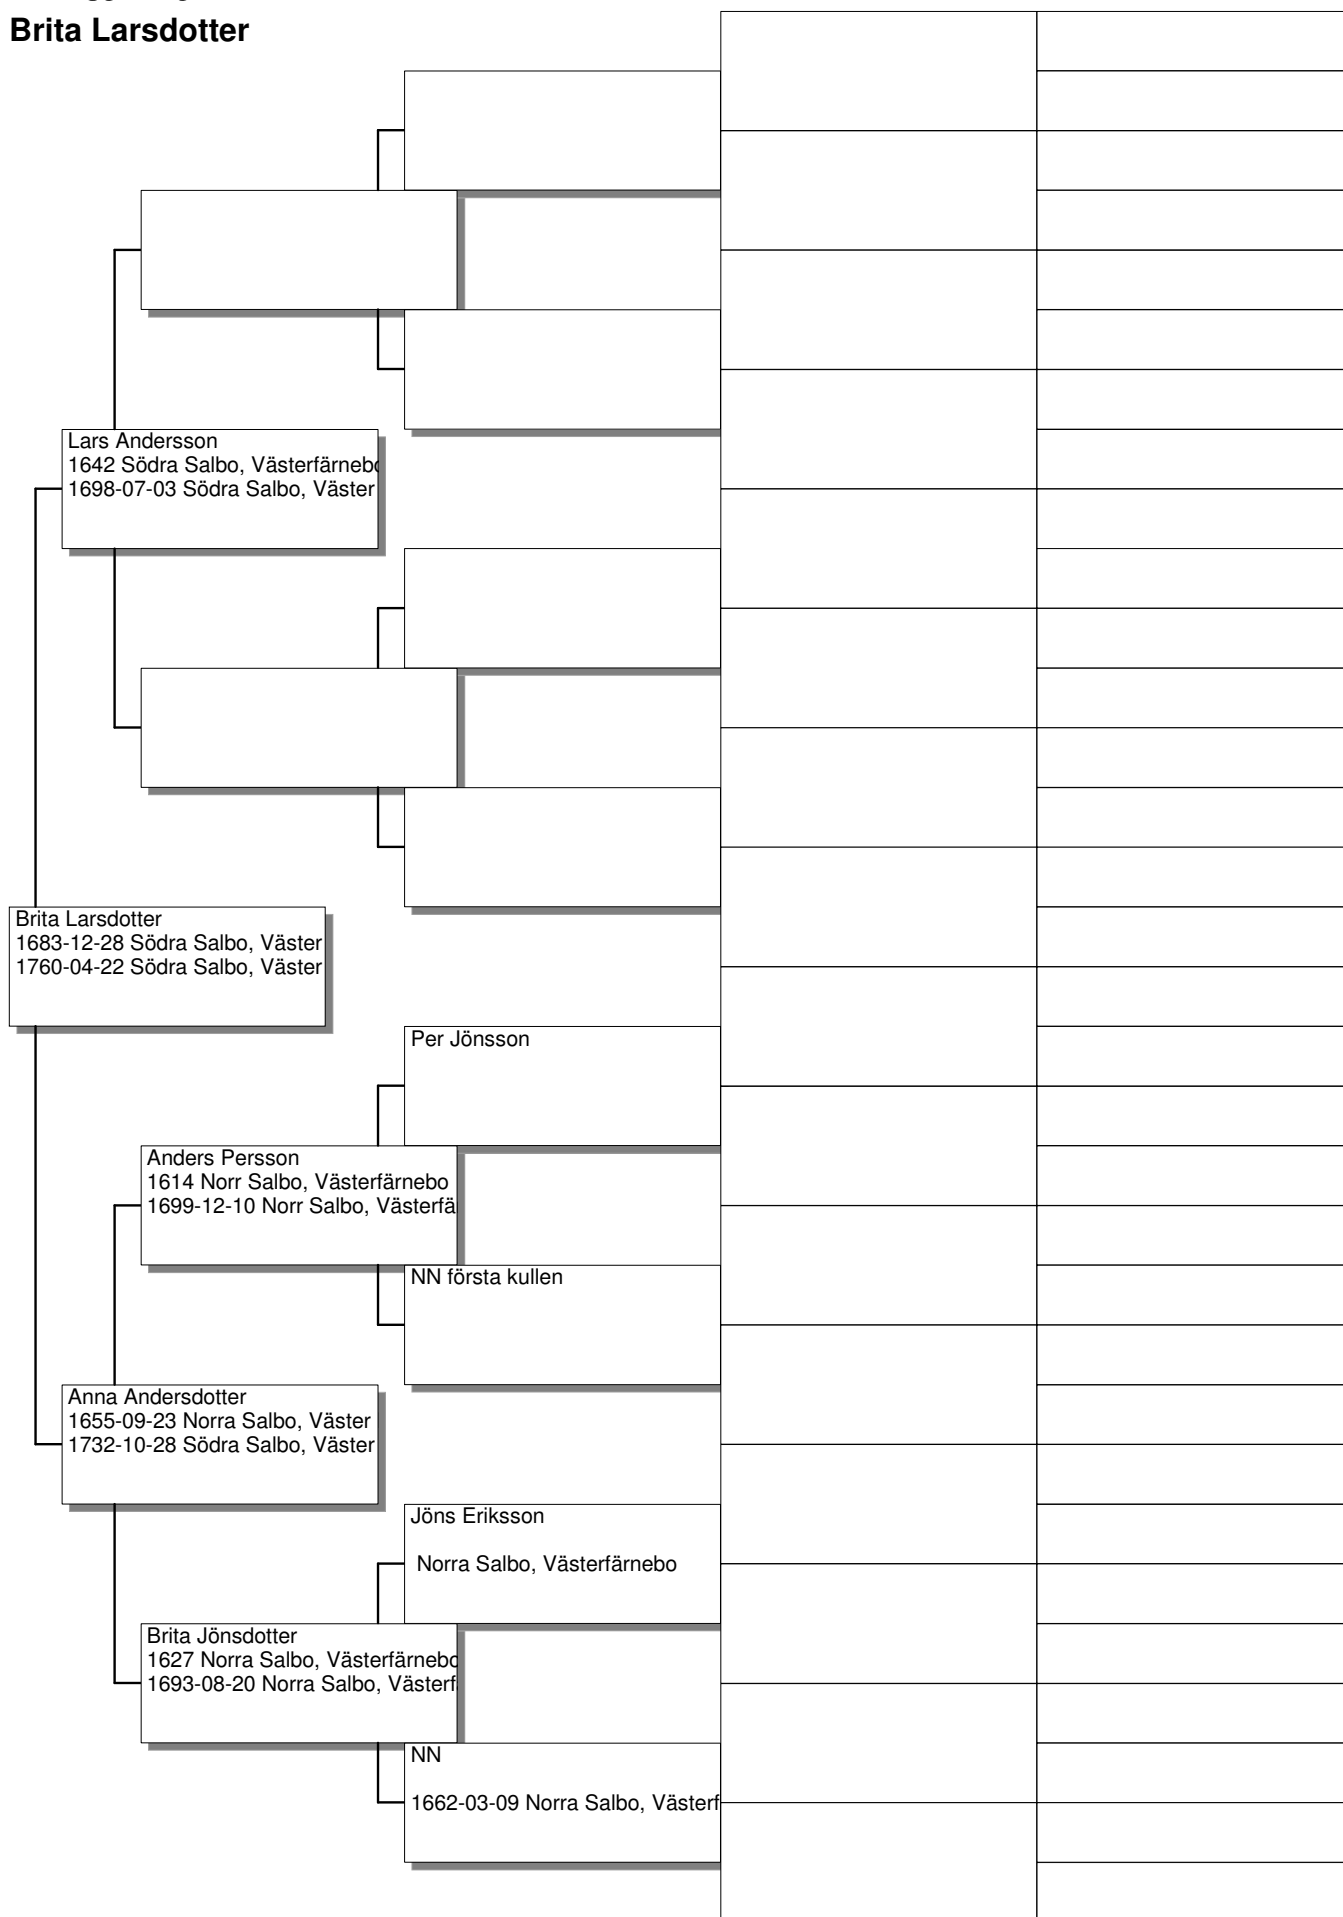 Brita Larsdotter
Lars Andersson
1642 Södra Salbo, Västerfärnebo
1698-07-03 Södra Salbo, Väster
Brita Larsdotter
1683-12-28 Södra Salbo, Väster
1760-04-22 Södra Salbo, Väster
Per Jönsson
Anders Persson
1614 Norr Salbo, Västerfärnebo
1699-12-10 Norr Salbo, Västerfä
NN första kullen
Anna Andersdotter
1655-09-23 Norra Salbo, Väster
1732-10-28 Södra Salbo, Väster
Jöns Eriksson
Norra Salbo, Västerfärnebo
Brita Jönsdotter
1627 Norra Salbo, Västerfärnebo
1693-08-20 Norra Salbo, Västerf
NN
1662-03-09 Norra Salbo, Västerf